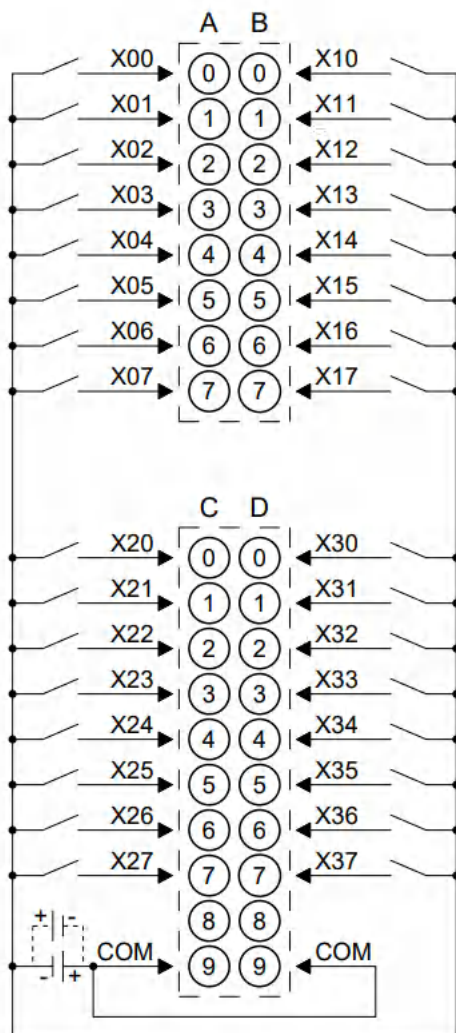 A B
X00 0 0 X10
X01 1 1 X11
X02 2 2 X12
X03 3 3 X13
X04 4 4 X14
X05 5 5 X15
X06 6 6 X16
X07 7 7 X17
C D
X20 0 0 X30
X21 1 1 X31
X22 2 2 X32
X23 3 3 X33
X24 4 4 X34
X25 5 5 X35
X26 6 6 X36
X27 7 7 X37
+ - 8 8
COM 9 9 COM
- +